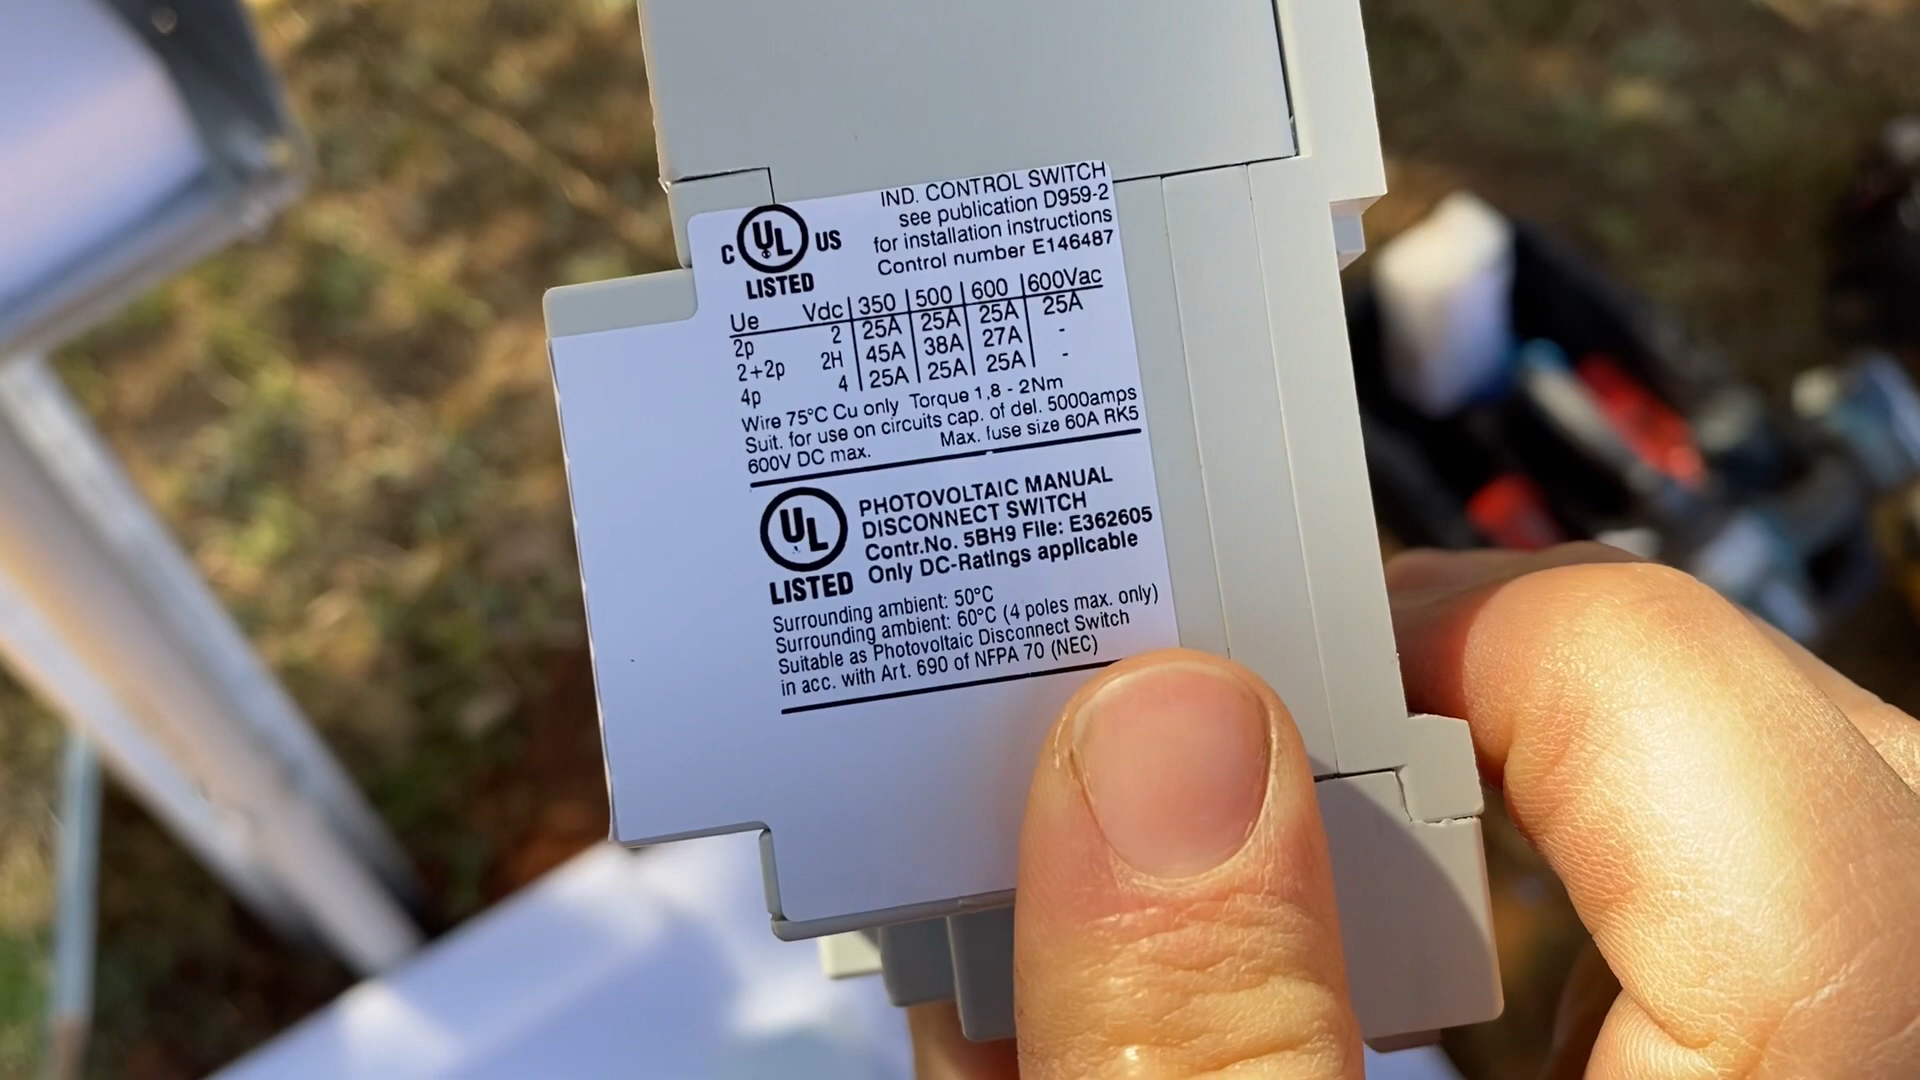 IND. CONTROL SWITCH
see publication D959-2
for installation instructions
Control number E146487
C UL US
LISTED
Ue Vdc 350 500 600 600Vac
2p 2 25A 25A 25A 25A
2+2p 2H 45A 38A 27A -
4p 4 25A 25A 25A -
Wire 75°C Cu only Torque 1,8 - 2Nm
Suit. for use on circuits cap. of del. 5000amps
600V DC max. Max. fuse size 60A RK5
UL
LISTED
PHOTOVOLTAIC MANUAL
DISCONNECT SWITCH
Contr.No. 5BH9 File: E362605
Only DC-Ratings applicable
Surrounding ambient: 50°C
Surrounding ambient: 60°C (4 poles max. only)
Suitable as Photovoltaic Disconnect Switch
in acc. with Art. 690 of NFPA 70 (NEC)